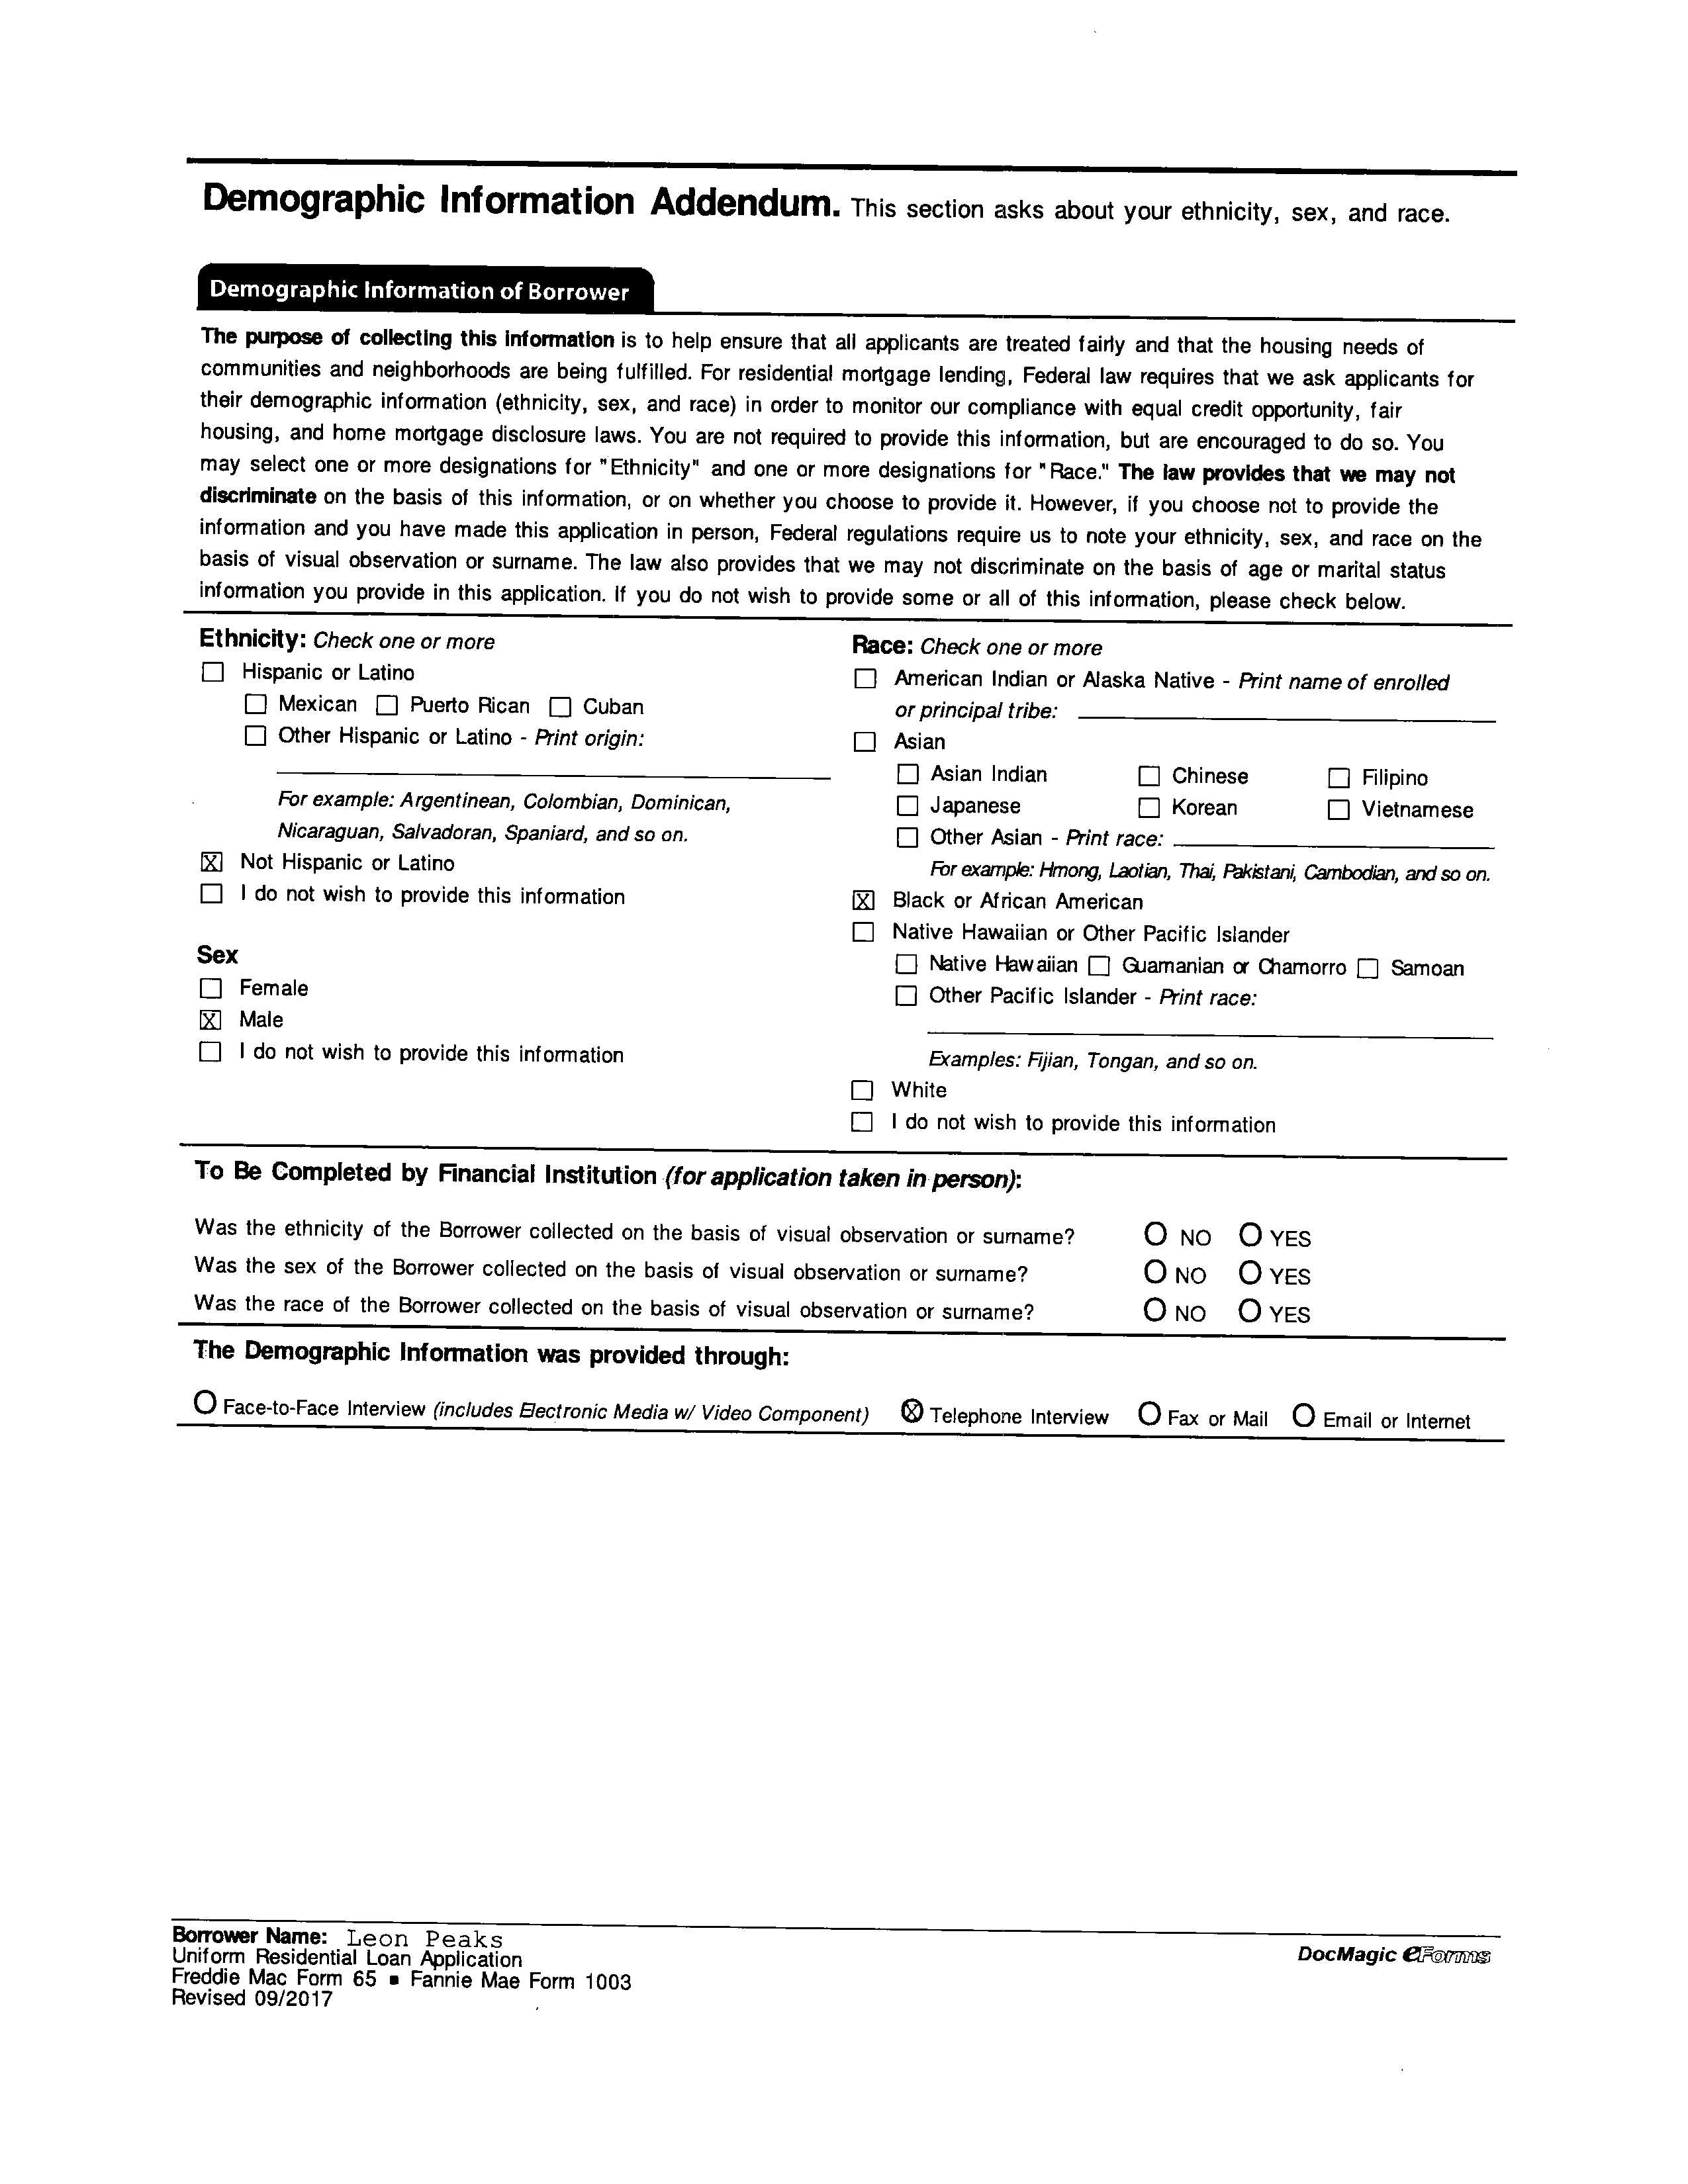 Demographic Information Addendum. This section asks about your ethnicity, sex, and race.
Demographic Information of Borrower
The purpose of collecting this information is to help ensure that all applicants are treated fairly and that the housing needs of
communities and neighborhoods are being fulfilled. For residential mortgage lending, Federal law requires that we ask applicants for
their demographic information (ethnicity, sex, and race) in order to monitor our compliance with equal credit opportunity, fair
housing, and home mortgage disclosure laws. You are not required to provide this information, but are encouraged to do so. You
may select one or more designations for "Ethnicity" and one or more designations for "Race." The law provides that we may not
discriminate on the basis of this information, or on whether you choose to provide it. However, if you choose not to provide the
information and you have made this application in person, Federal regulations require us to note your ethnicity, sex, and race on the
basis of visual observation or surname. The law also provides that we may not discriminate on the basis of age or marital status
information you provide in this application. If you do not wish to provide some or all of this information, please check below.
Ethnicity: Check one or more
☐ Hispanic or Latino
☐ Mexican ☐ Puerto Rican ☐ Cuban
☐ Other Hispanic or Latino - Print origin:
For example: Argentinean, Colombian, Dominican,
Nicaraguan, Salvadoran, Spaniard, and so on.
☒ Not Hispanic or Latino
☐ I do not wish to provide this information
Sex
☐ Female
☒ Male
☐ I do not wish to provide this information
Race: Check one or more
☐ American Indian or Alaska Native - Print name of enrolled
or principal tribe:
☐ Asian
☐ Asian Indian ☐ Chinese ☐ Filipino
☐ Japanese ☐ Korean ☐ Vietnamese
☐ Other Asian - Print race:
For example: Hmong, Laotian, Thai, Pakistani, Cambodian, and so on.
☒ Black or African American
☐ Native Hawaiian or Other Pacific Islander
☐ Native Hawaiian ☐ Guamanian or Chamorro ☐ Samoan
☐ Other Pacific Islander - Print race:
Examples: Fijian, Tongan, and so on.
☐ White
☐ I do not wish to provide this information
To Be Completed by Financial Institution (for application taken in person):
Was the ethnicity of the Borrower collected on the basis of visual observation or surname? ○ NO ○ YES
Was the sex of the Borrower collected on the basis of visual observation or surname? ○ NO ○ YES
Was the race of the Borrower collected on the basis of visual observation or surname? ○ NO ○ YES
The Demographic Information was provided through:
○ Face-to-Face Interview (includes Electronic Media w/ Video Component) ⊗ Telephone Interview ○ Fax or Mail ○ Email or Internet
Borrower Name: Leon Peaks
Uniform Residential Loan Application
Freddie Mac Form 65 ▪ Fannie Mae Form 1003
Revised 09/2017
DocMagic eForms